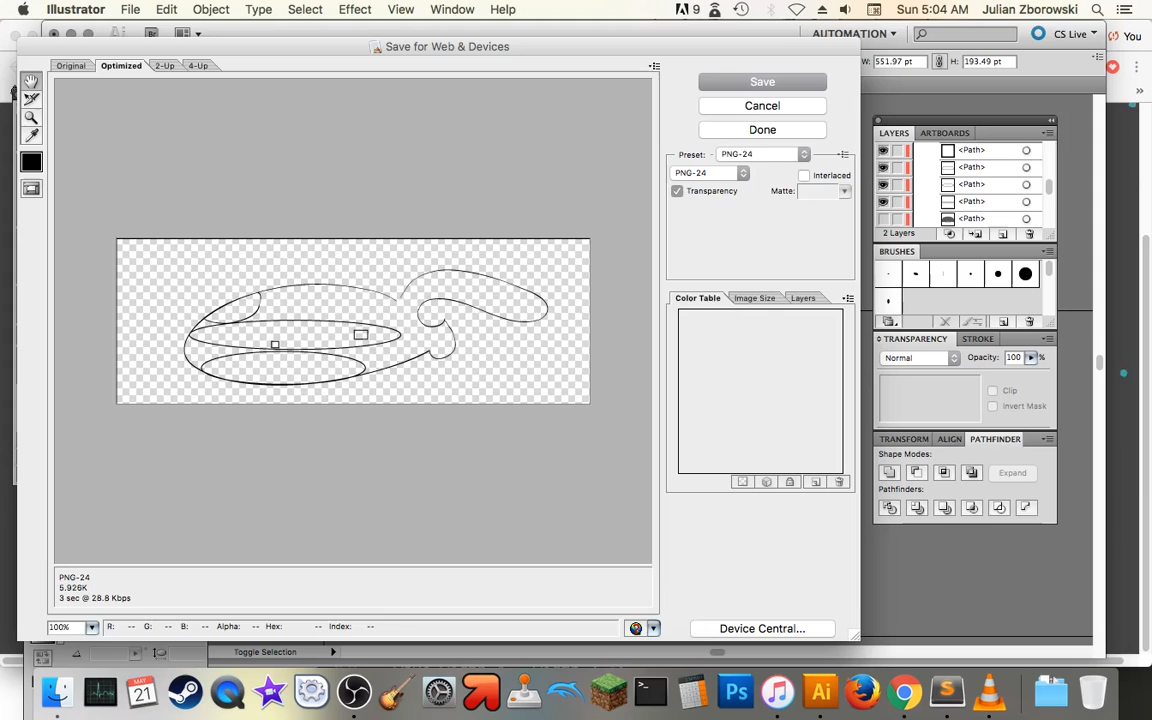 Illustrator File Edit Object Type Select Effect View Window Help 9 Sun 5:04 AM Julian Zborowski
Br AUTOMATION CS Live You
Save for Web & Devices
W: 551.97 pt H: 193.49 pt
Original Optimized 2-Up 4-Up
Save
Cancel
Done
Preset: PNG-24
PNG-24 Interlaced
Transparency Matte:
LAYERS ARTBOARDS
<Path>
<Path>
<Path>
<Path>
<Path>
2 Layers
BRUSHES
Color Table Image Size Layers
TRANSPARENCY STROKE
Normal Opacity: 100 %
Clip
Invert Mask
TRANSFORM ALIGN PATHFINDER
Shape Modes:
Expand
Pathfinders:
PNG-24
5.926K
3 sec @ 28.8 Kbps
100% R: -- G: -- B: -- Alpha: -- Hex: -- Index: --
Device Central...
Toggle Selection
MAY
21
Ps
Ai
S